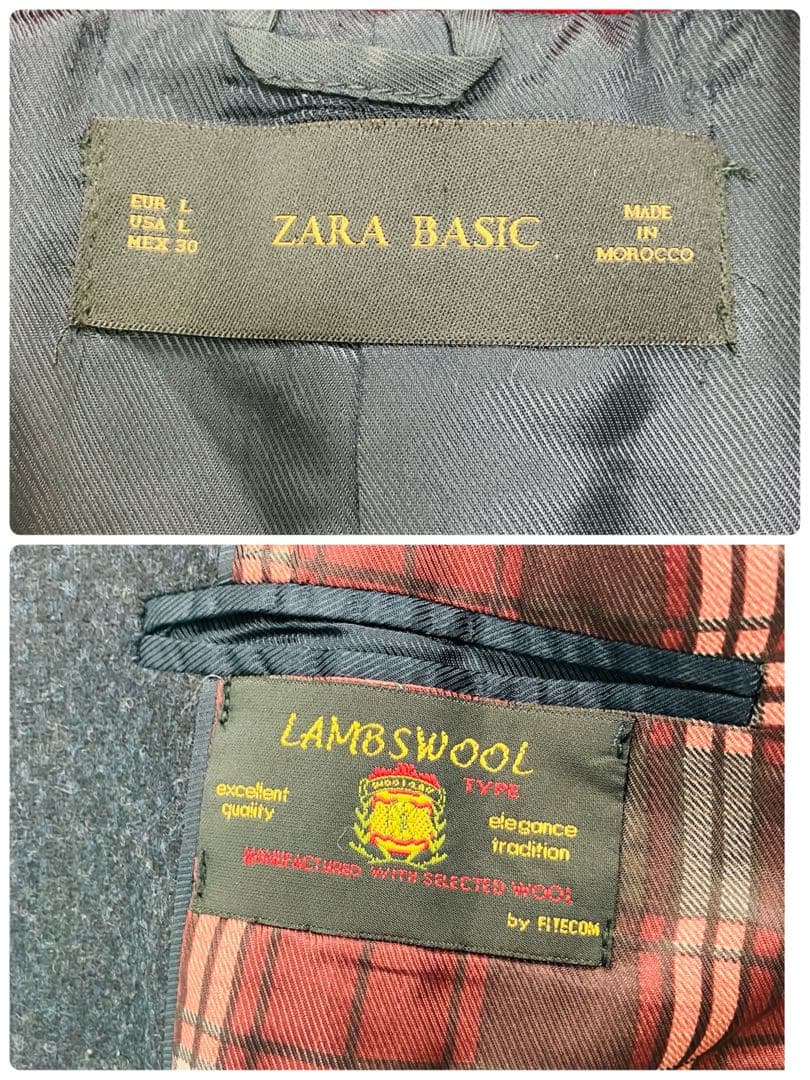 EUR L
USA L
MEX 30
ZARA BASIC
MADE
IN
MOROCCO
LAMBSWOOL
TYPE
excellent
quality
elegance
tradition
MANUFACTURED WITH SELECTED WOOL
by FITECOM